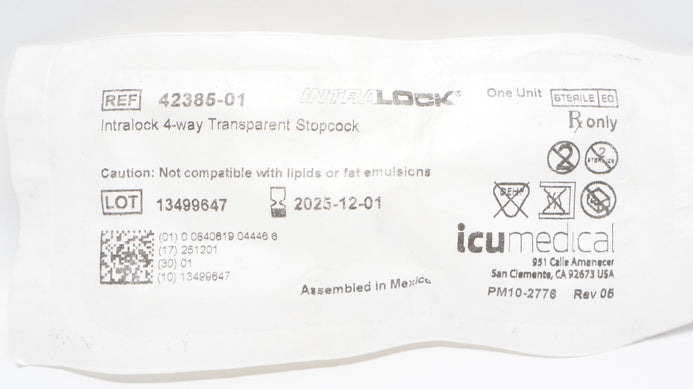 REF 42385-01 INTRALOCK® One Unit STERILE EO
Intralock 4-way Transparent Stopcock Rx only
Caution: Not compatible with lipids or fat emulsions
LOT 13499647 2025-12-01
DEHP
(01) 0 0840619 04446 6
(17) 251201
(30) 01
(10) 13499647
icumedical
951 Calle Amanecer
San Clemente, CA 92673 USA
Assembled in Mexico
PM10-2778 Rev 05